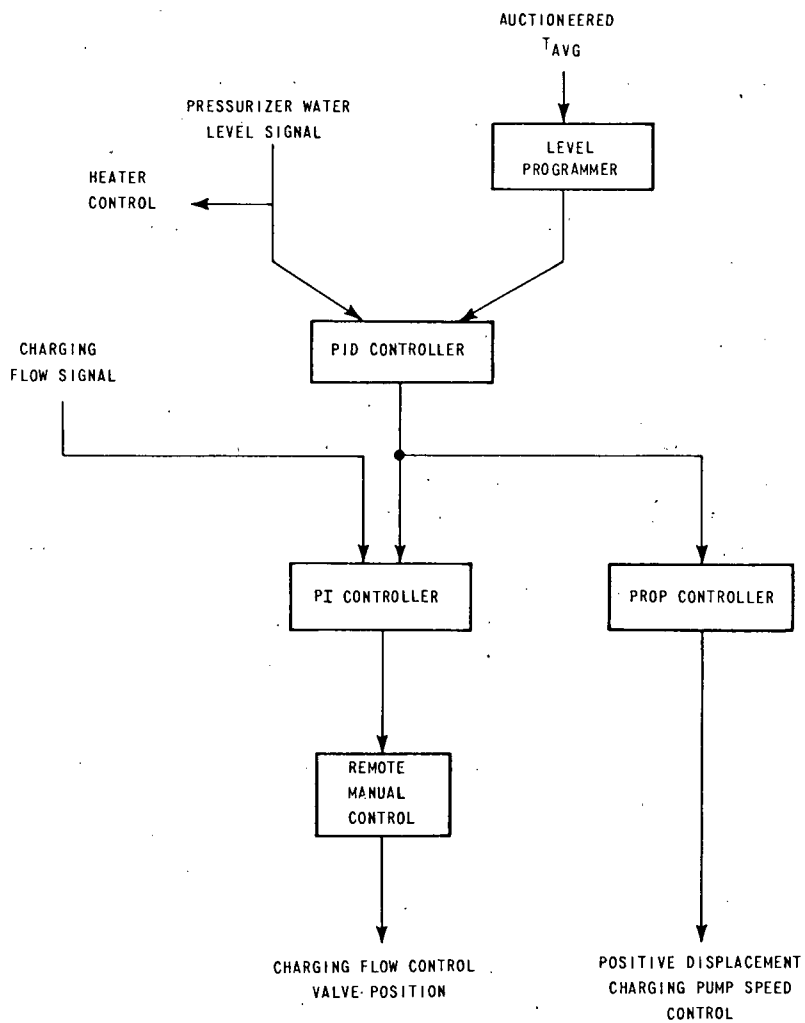 AUCTIONEERED
TAVG
PRESSURIZER WATER
LEVEL SIGNAL
LEVEL
PROGRAMMER
HEATER
CONTROL
PID CONTROLLER
CHARGING
FLOW SIGNAL
PI CONTROLLER
PROP CONTROLLER
REMOTE
MANUAL
CONTROL
CHARGING FLOW CONTROL
VALVE POSITION
POSITIVE DISPLACEMENT
CHARGING PUMP SPEED
CONTROL